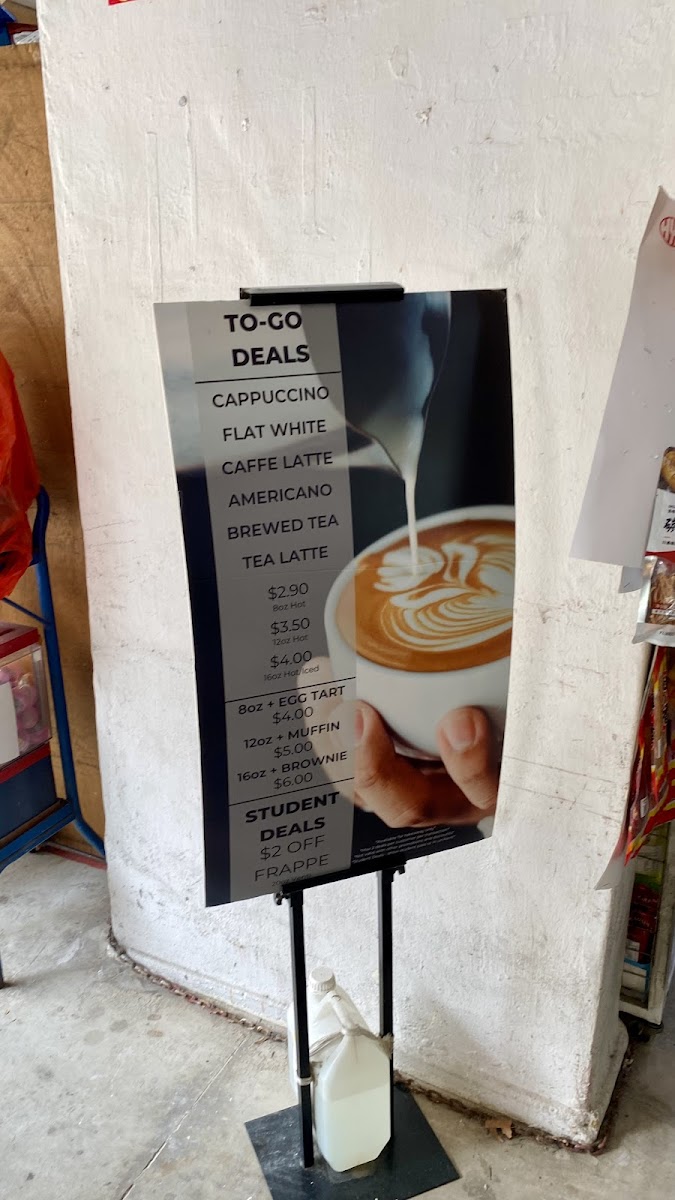 TO-GO
DEALS
CAPPUCCINO
FLAT WHITE
CAFFE LATTE
AMERICANO
BREWED TEA
TEA LATTE
$2.90
8oz Hot
$3.50
12oz Hot
$4.00
16oz Hot/Iced
8oz + EGG TART
$4.00
12oz + MUFFIN
$5.00
16oz + BROWNIE
$6.00
STUDENT
DEALS
$2 OFF
FRAPPE